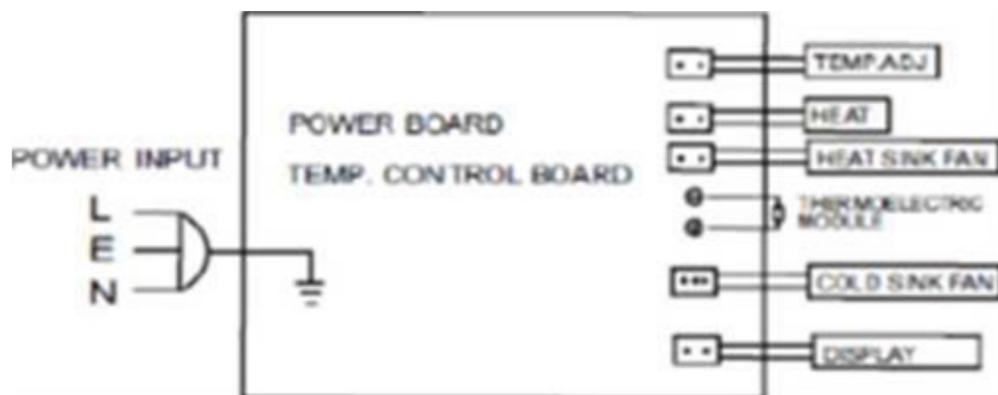 POWER INPUT
L
E
N
POWER BOARD
TEMP. CONTROL BOARD
TEMP.ADJ
HEAT
HEAT SINK FAN
THERMOELECTRIC
MODULE
COLD SINK FAN
DISPLAY